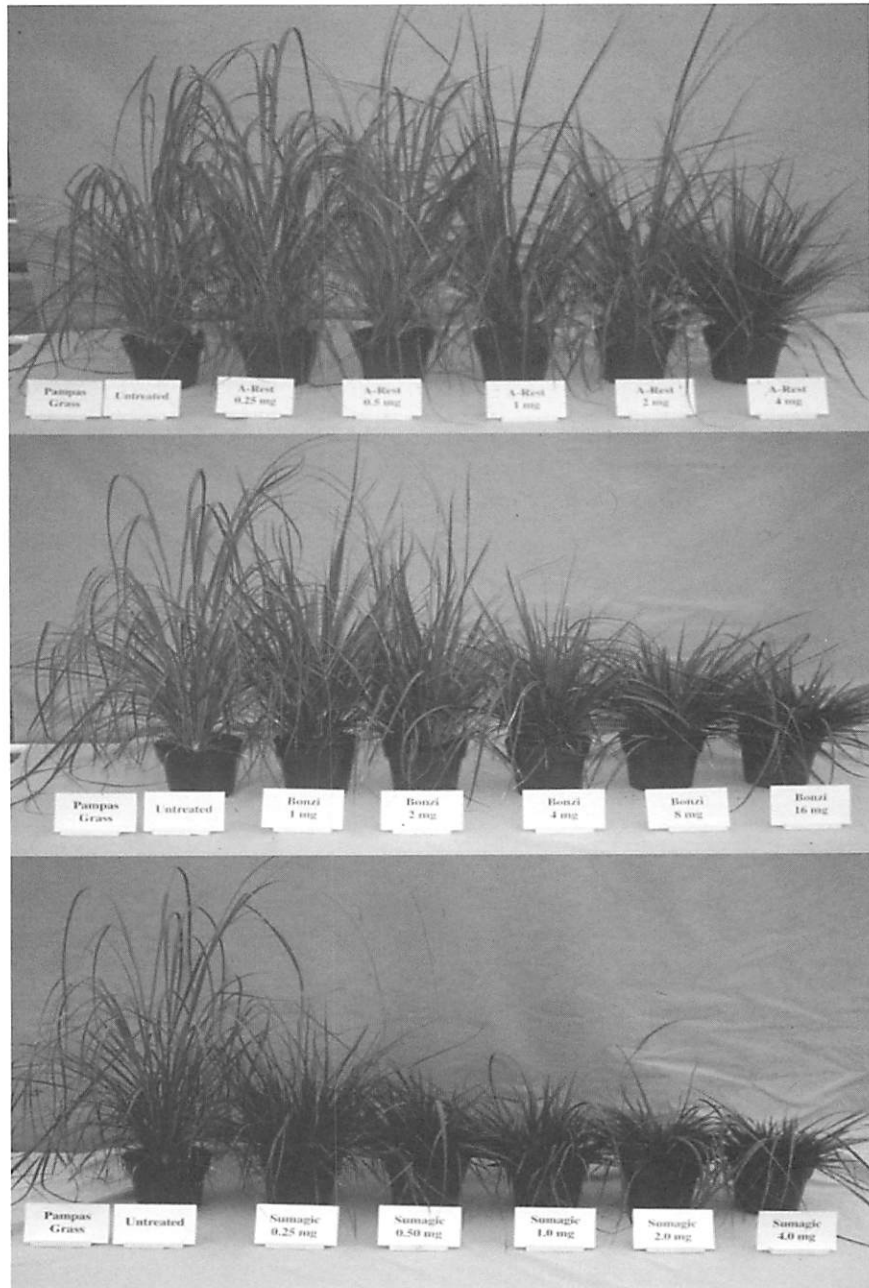 Pampas
Grass
Untreated
A-Rest
0.25 mg
A-Rest
0.5 mg
A-Rest
1 mg
A-Rest
2 mg
A-Rest
4 mg
Pampas
Grass
Untreated
Bonzi
1 mg
Bonzi
2 mg
Bonzi
4 mg
Bonzi
8 mg
Bonzi
16 mg
Pampas
Grass
Untreated
Sumagic
0.25 mg
Sumagic
0.50 mg
Sumagic
1.0 mg
Sumagic
2.0 mg
Sumagic
4.0 mg